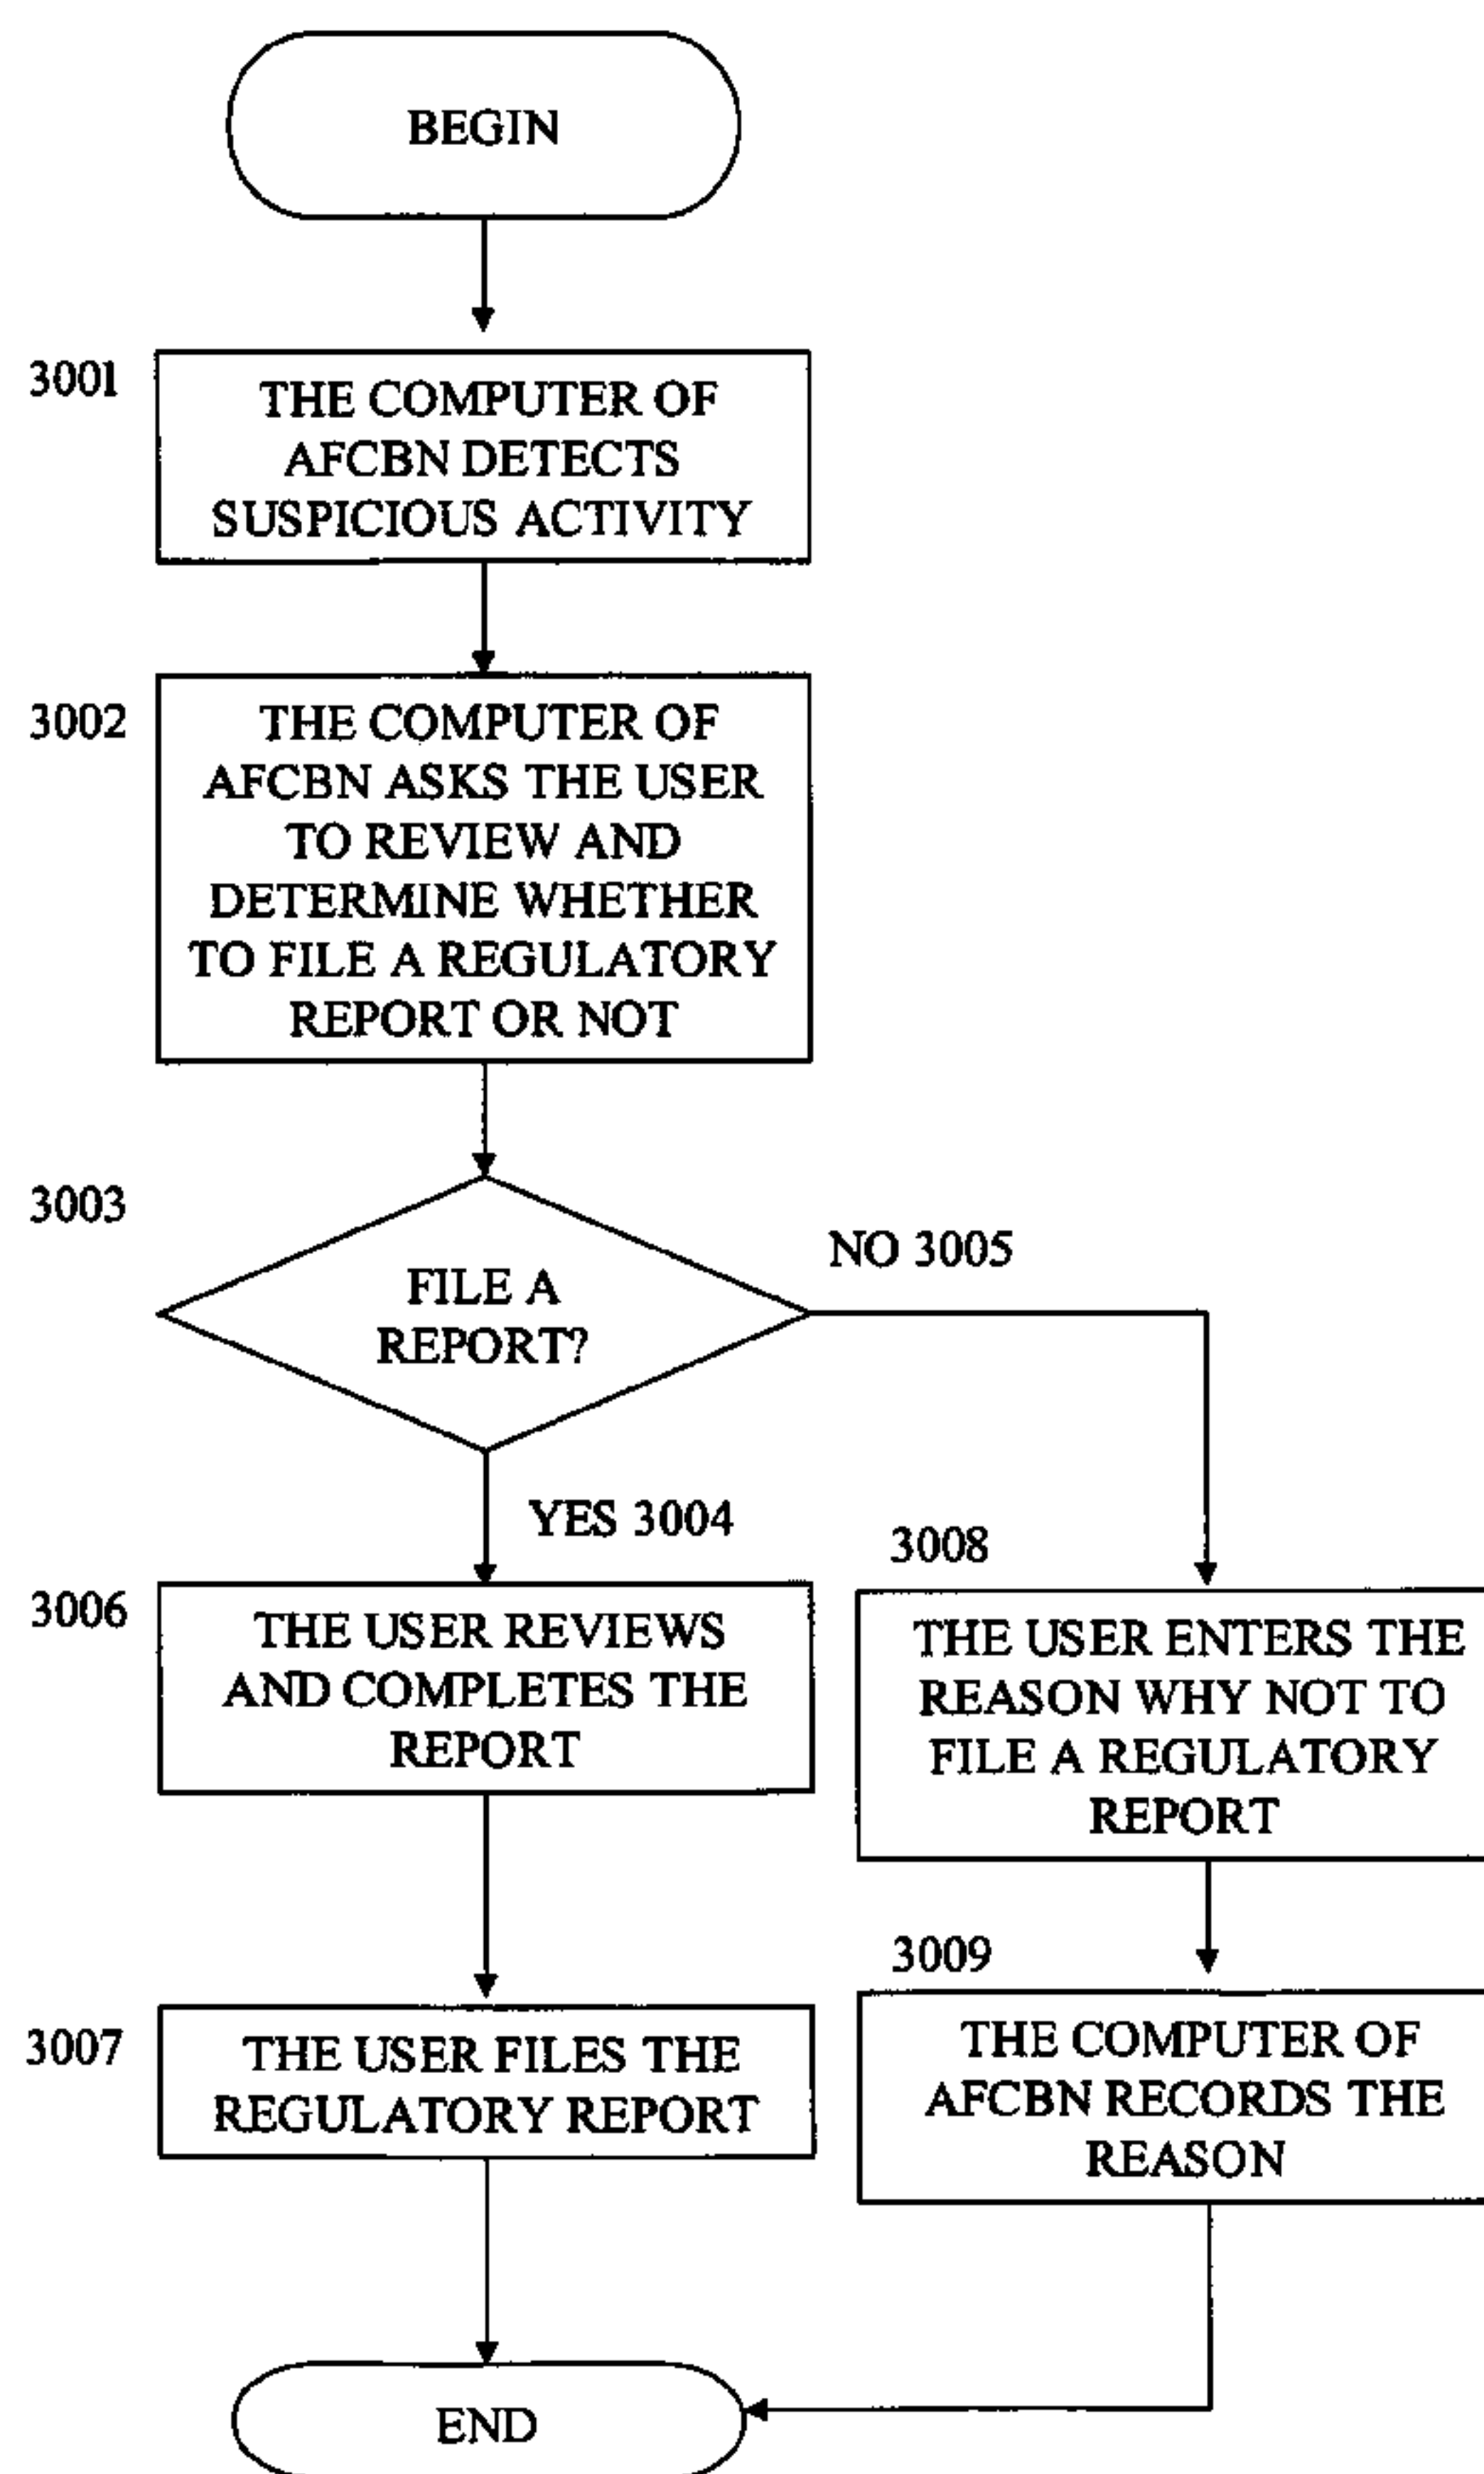 BEGIN
3001
THE COMPUTER OF
AFCBN DETECTS
SUSPICIOUS ACTIVITY
3002
THE COMPUTER OF
AFCBN ASKS THE USER
TO REVIEW AND
DETERMINE WHETHER
TO FILE A REGULATORY
REPORT OR NOT
3003
FILE A
REPORT?
NO 3005
YES 3004
3006
THE USER REVIEWS
AND COMPLETES THE
REPORT
3008
THE USER ENTERS THE
REASON WHY NOT TO
FILE A REGULATORY
REPORT
3007
THE USER FILES THE
REGULATORY REPORT
3009
THE COMPUTER OF
AFCBN RECORDS THE
REASON
END